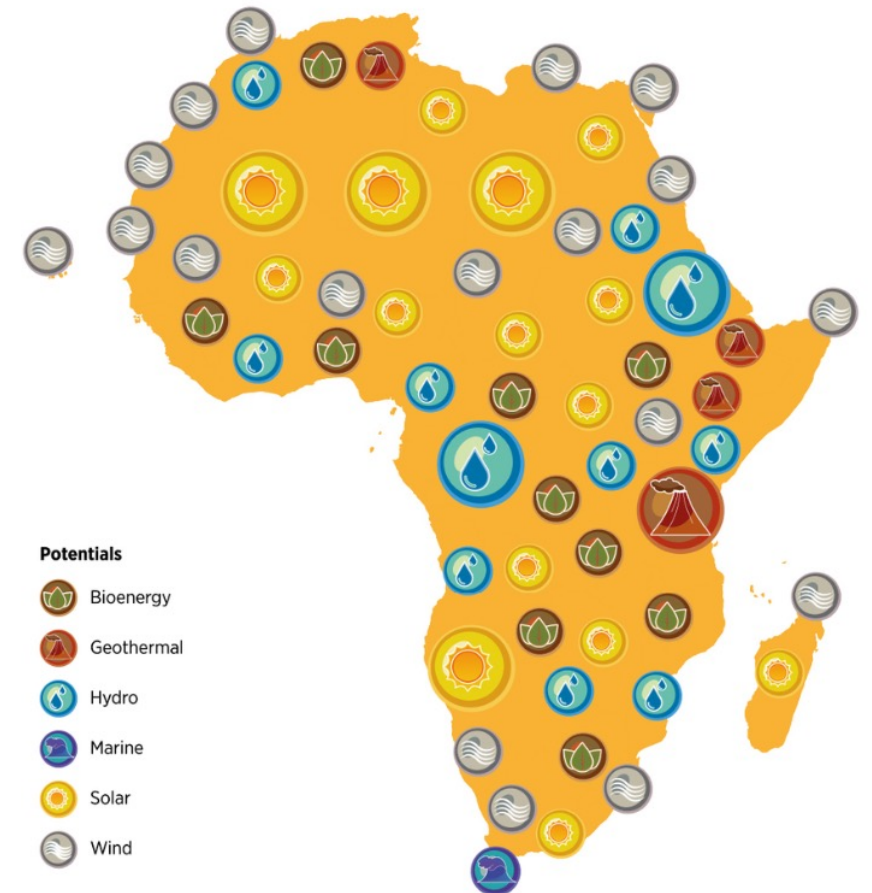 Potentials
Bioenergy
Geothermal
Hydro
Marine
Solar
Wind